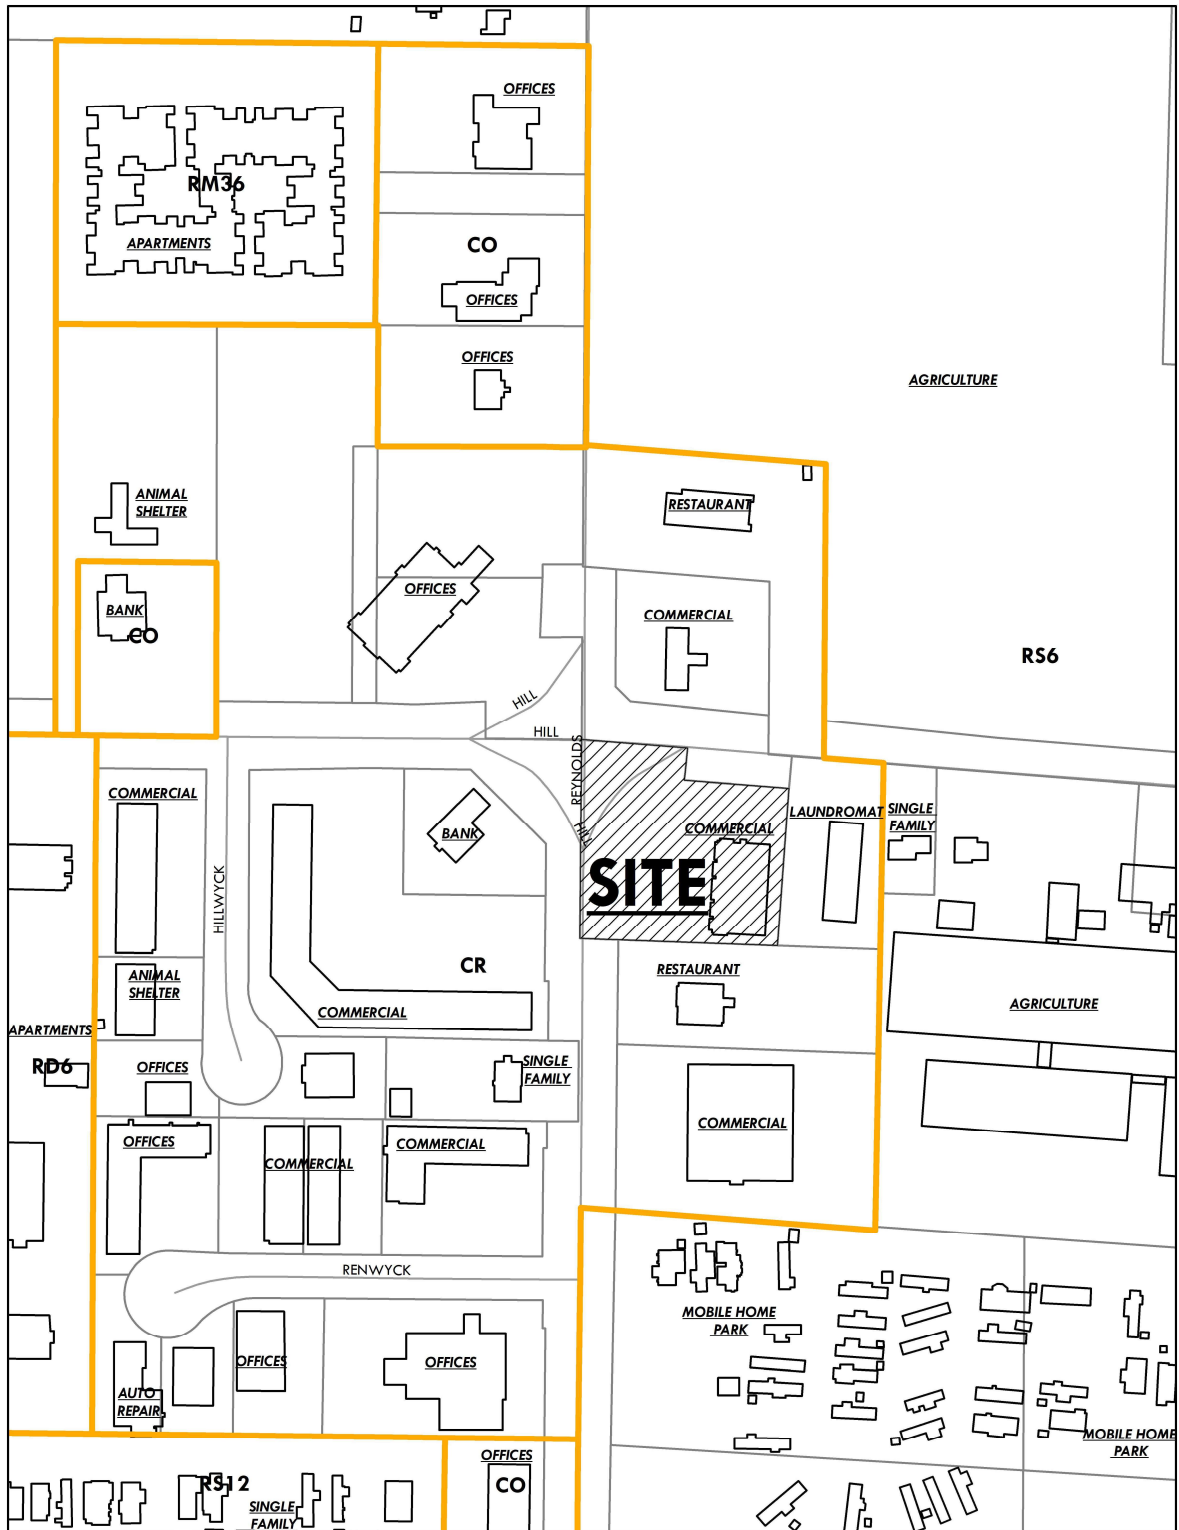 OFFICES
RM36
APARTMENTS
CO
OFFICES
OFFICES
AGRICULTURE
ANIMAL
SHELTER
RESTAURANT
OFFICES
BANK
CO
COMMERCIAL
RS6
HILL
HILL
REYNOLDS
HILL
COMMERCIAL
BANK
COMMERCIAL
LAUNDROMAT
SINGLE
FAMILY
SITE
HILLWYCK
CR
ANIMAL
SHELTER
RESTAURANT
COMMERCIAL
AGRICULTURE
APARTMENTS
RD6
OFFICES
SINGLE
FAMILY
OFFICES
COMMERCIAL
COMMERCIAL
COMMERCIAL
RENWYCK
MOBILE HOME
PARK
OFFICES
OFFICES
AUTO
REPAIR
MOBILE HOME
PARK
OFFICES
CO
RS12
SINGLE
FAMILY